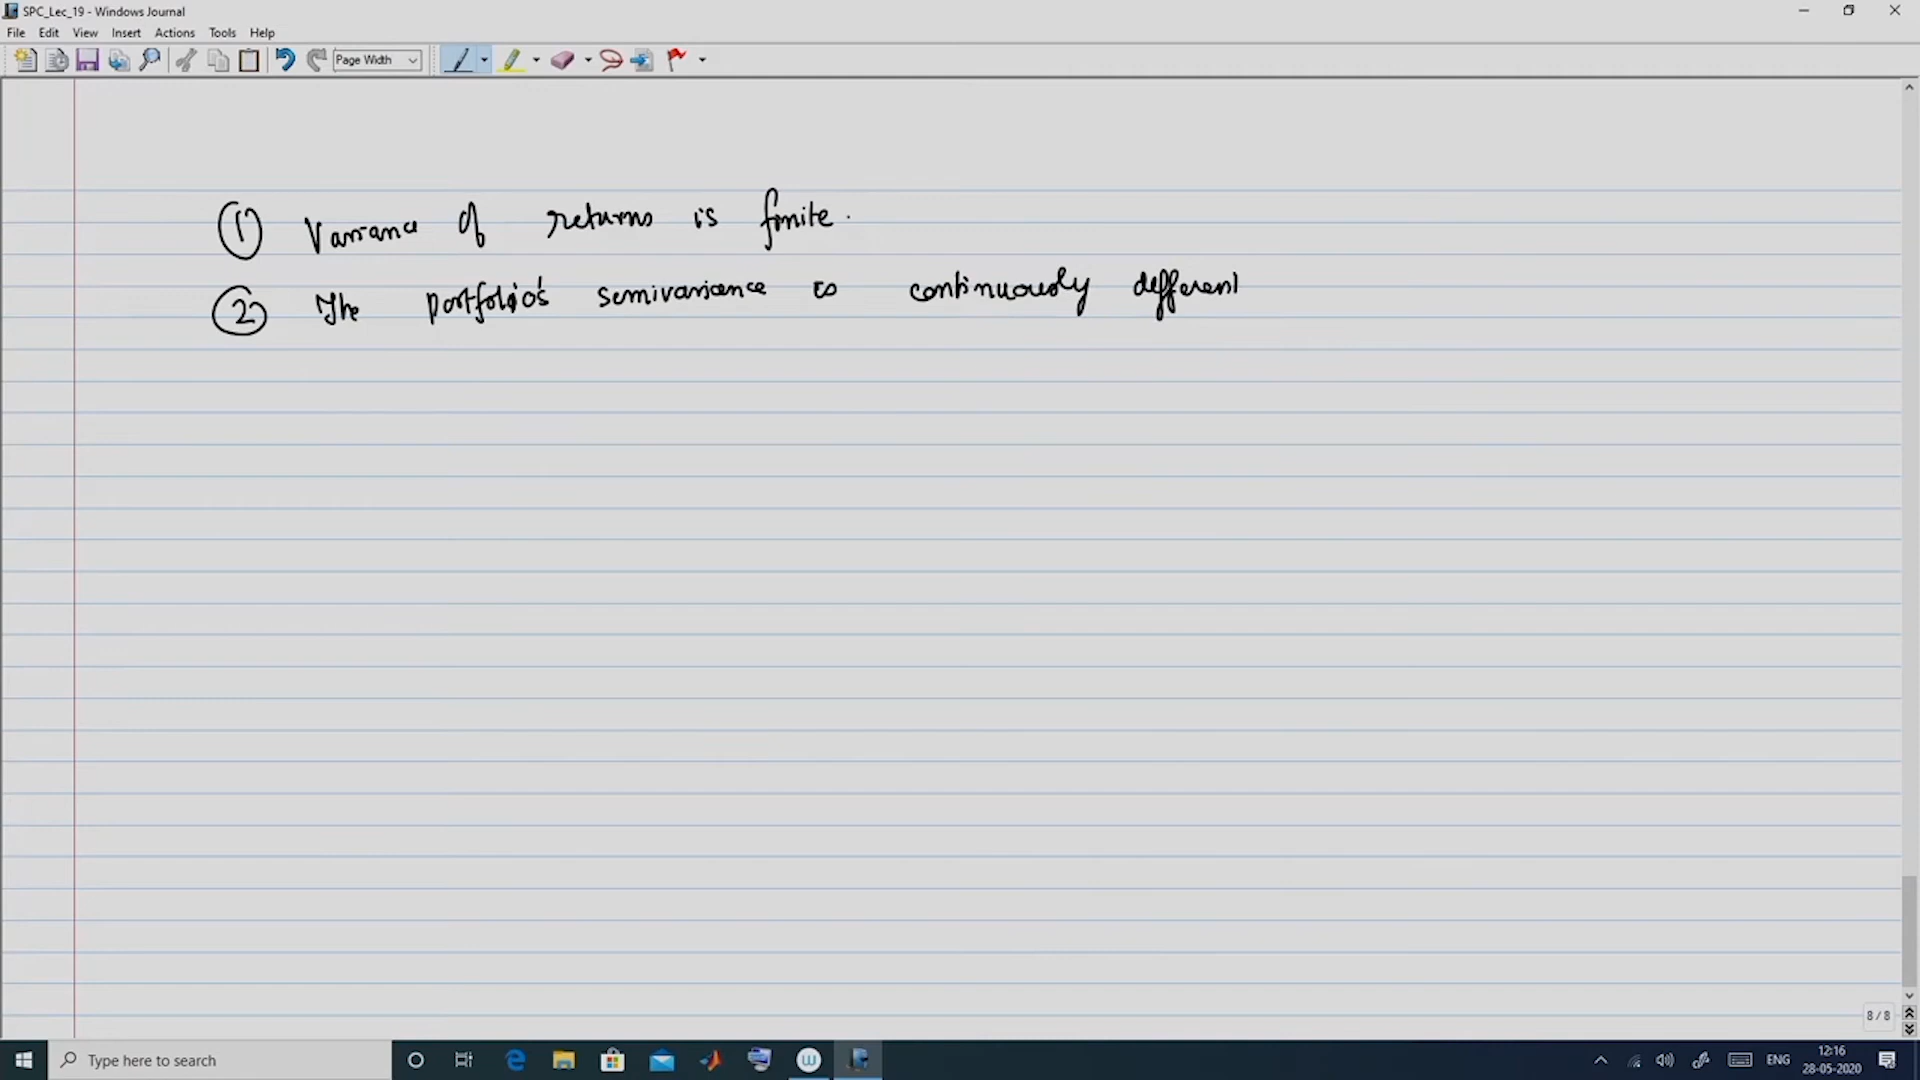 SPC_Lec_19 - Windows Journal
File Edit View Insert Actions Tools Help
Page Width
① Variance of returns is finite.
② The portfolio's semivariance is continuously different
8 / 8
Type here to search
ENG
12:16
28-05-2020